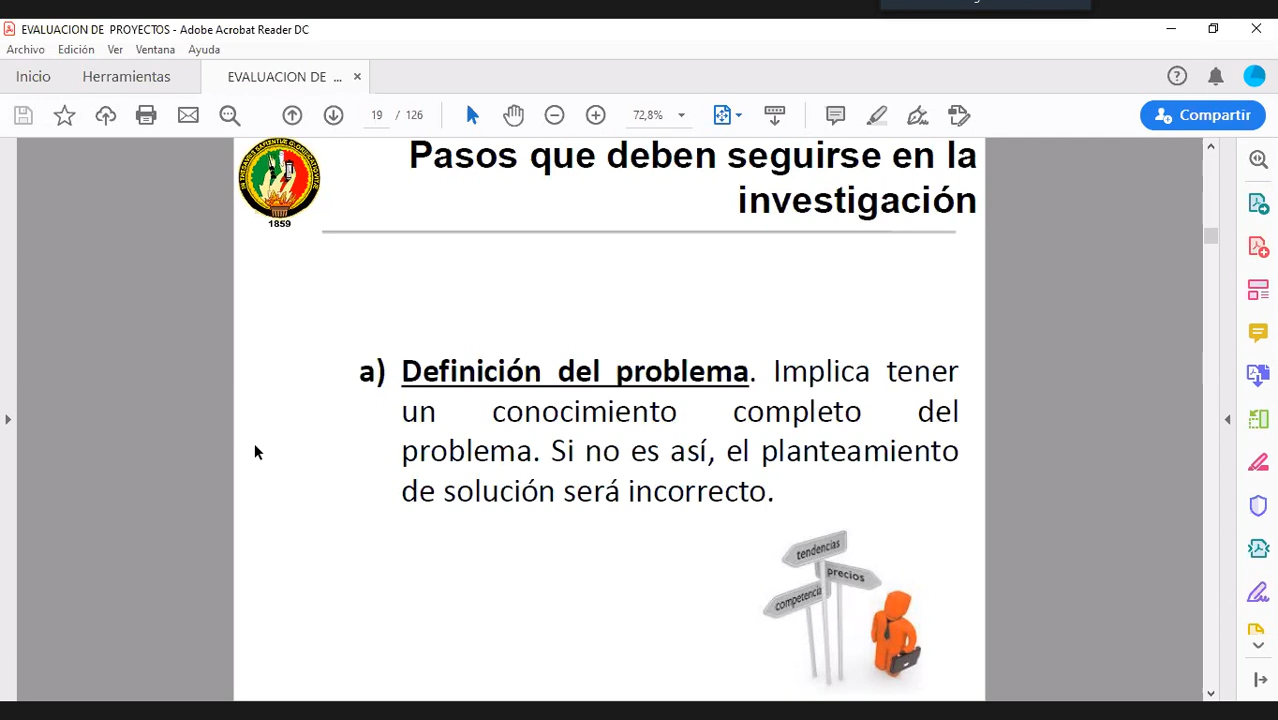 EVALUACION DE PROYECTOS - Adobe Acrobat Reader DC
Archivo Edición Ver Ventana Ayuda
Inicio Herramientas EVALUACION DE ... ×
19 / 126 72,8% Compartir
Pasos que deben seguirse en la
investigación
1859
a) Definición del problema. Implica tener
un conocimiento completo del
problema. Si no es así, el planteamiento
de solución será incorrecto.
tendencias
precios
competencia